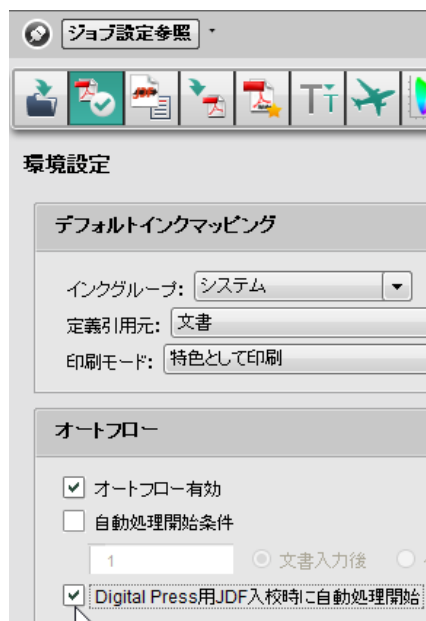 ジョブ設定参照
TT
環境設定
デフォルトインクマッピング
インクグループ: システム
定義引用元: 文書
印刷モード: 特色として印刷
オートフロー
オートフロー有効
自動処理開始条件
1 文書入力後
Digital Press用JDF入校時に自動処理開始